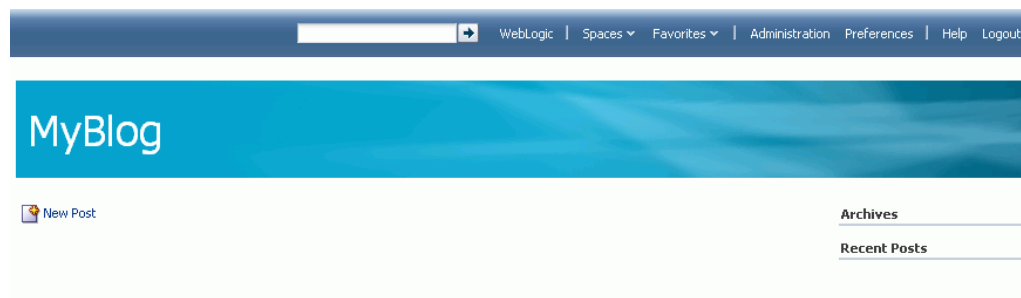 WebLogic | Spaces Favorites | Administration Preferences | Help Logout
MyBlog
New Post
Archives
Recent Posts